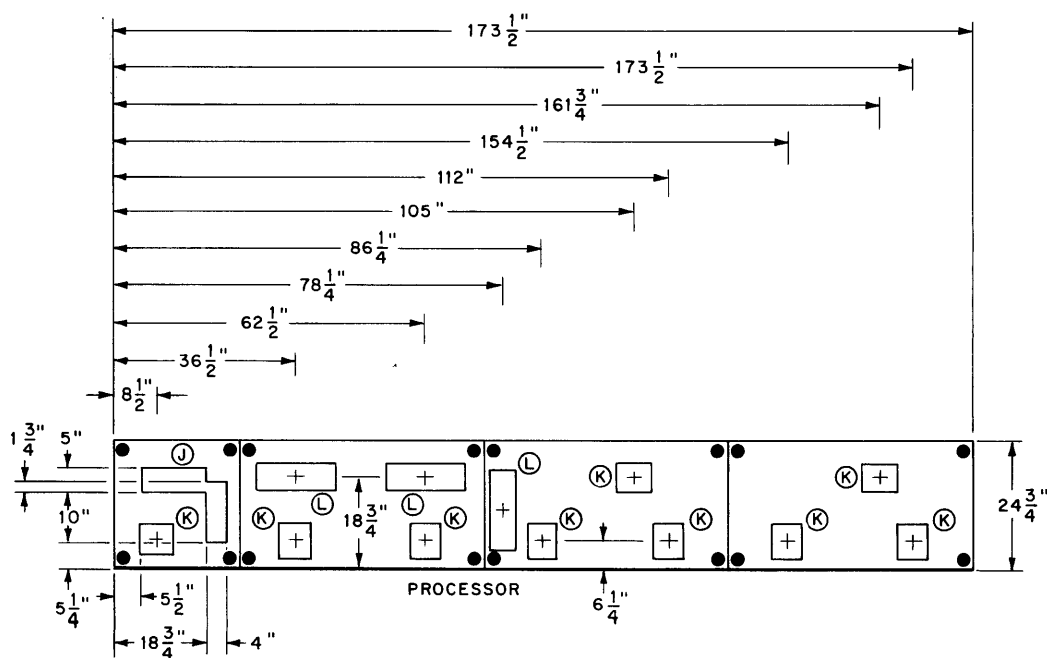 173 1/2"
173 1/2"
161 3/4"
154 1/2"
112"
105"
86 1/4"
78 1/4"
62 1/2"
36 1/2"
8 1/2"
1 3/4" 5"
J L K K
10" K K L 18 3/4" L K K K K K 24 3/4"
PROCESSOR
5 1/4" 5 1/2" 6 1/4"
18 3/4" 4"